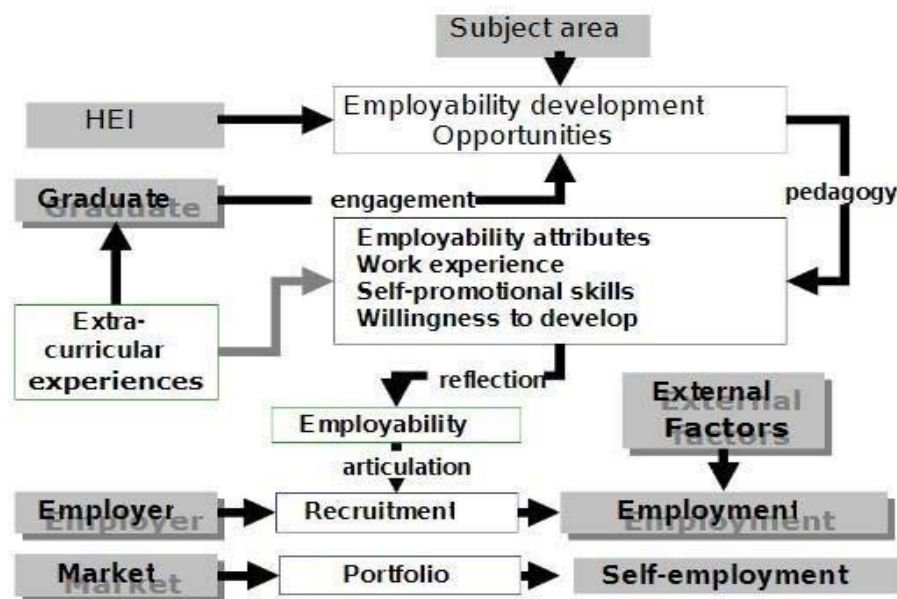 Subject area
HEI
Employability development
Opportunities
Graduate
engagement
pedagogy
Employability attributes
Work experience
Self-promotional skills
Willingness to develop
Extra-
curricular
experiences
reflection
External
Factors
Employability
articulation
Employer
Recruitment
Employment
Market
Portfolio
Self-employment